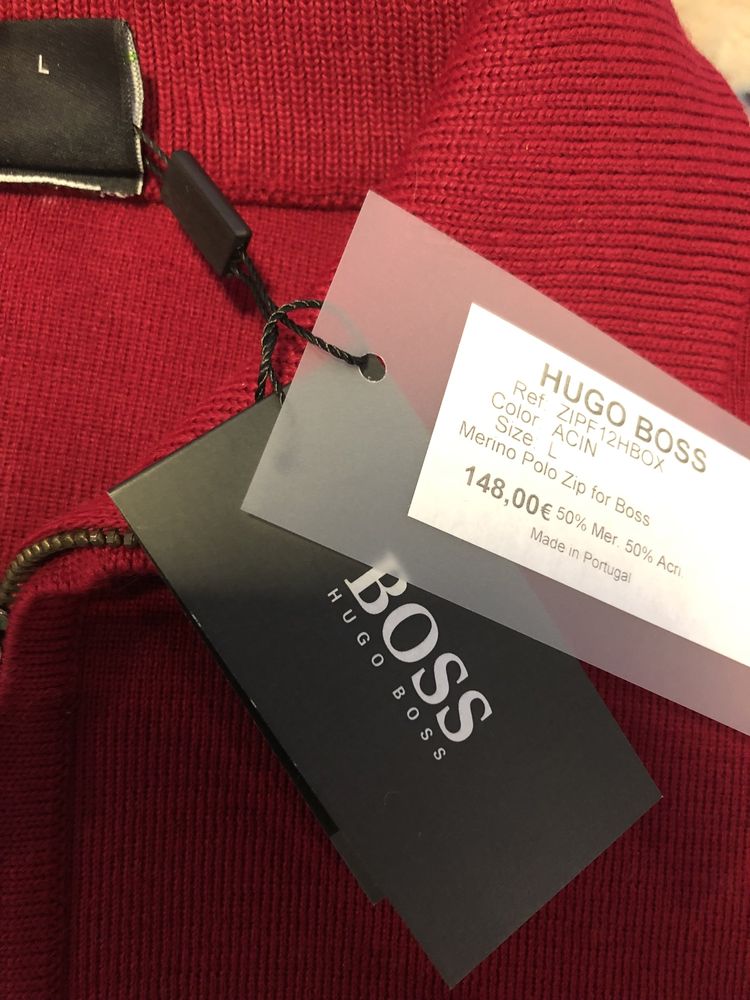 L
HUGO BOSS
Ref: ZIPF12HBOX
Color ACIN
Size L
Merino Polo Zip for Boss
148,00€ 50% Mer. 50% Acri.
Made in Portugal
BOSS
HUGO BOSS